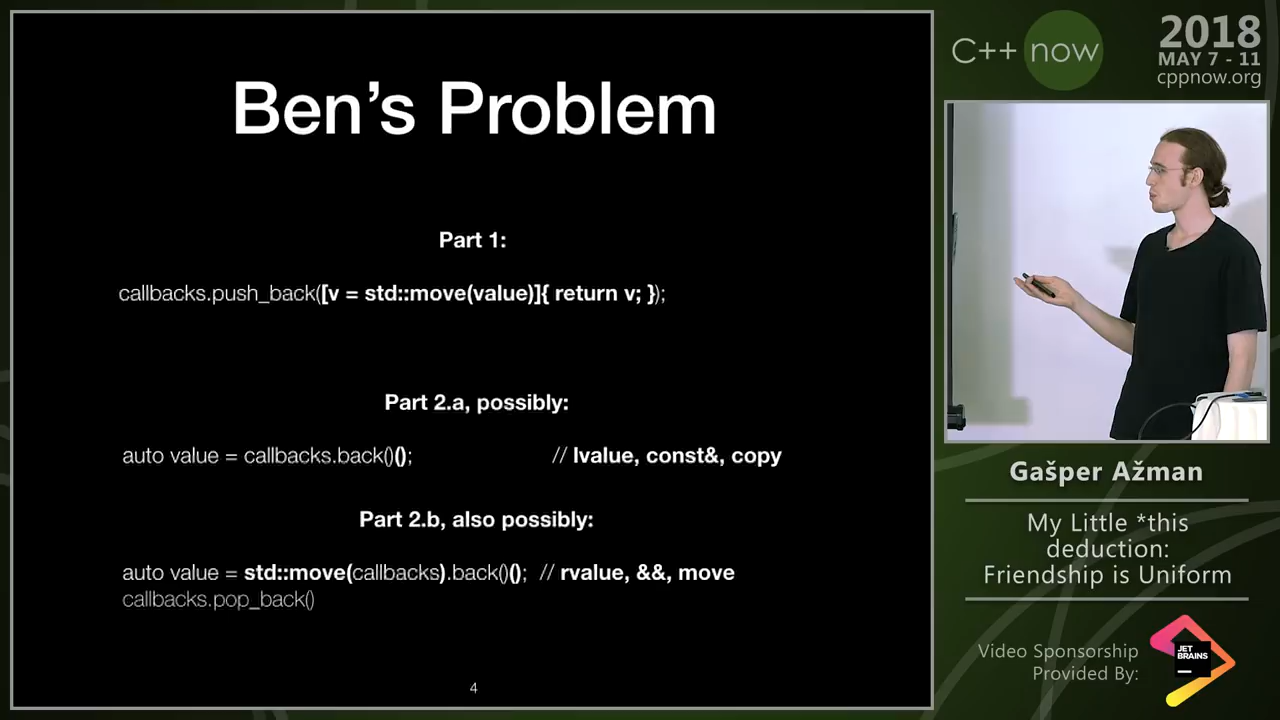 Ben's Problem
Part 1:
callbacks.push_back([v = std::move(value)]{ return v; });
Part 2.a, possibly:
auto value = callbacks.back()(); // lvalue, const&, copy
Part 2.b, also possibly:
auto value = std::move(callbacks).back()(); // rvalue, &&, move
callbacks.pop_back()
4
C++ now
2018
MAY 7 - 11
cppnow.org
Gašper Ažman
My Little *this
deduction:
Friendship is Uniform
Video Sponsorship
Provided By:
JET
BRAINS